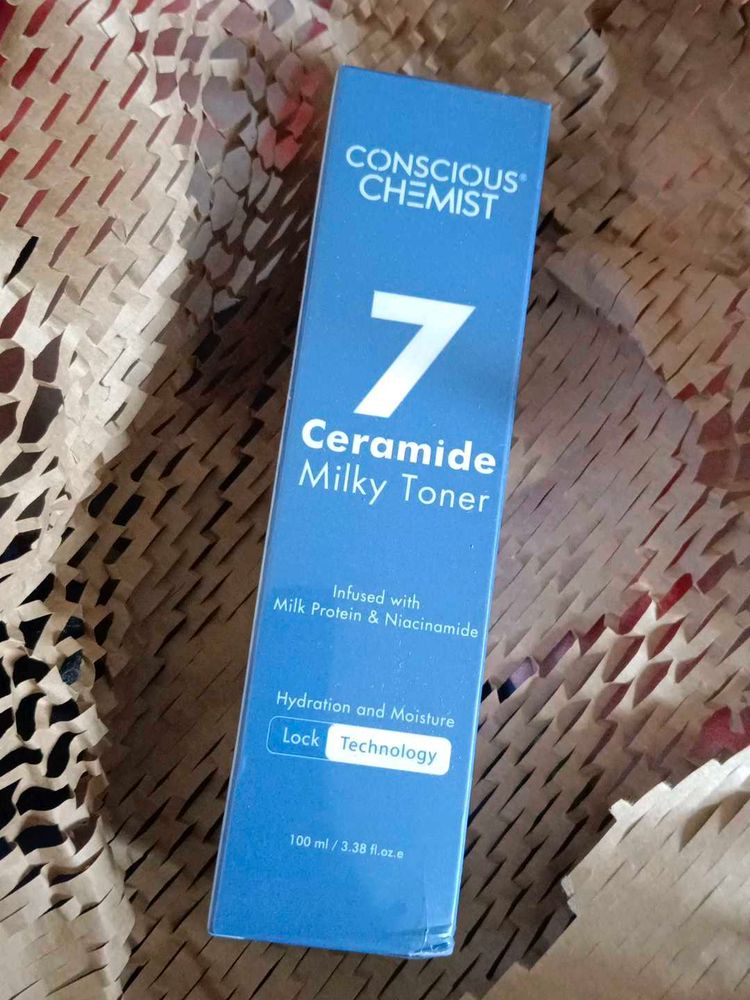 CONSCIOUS®
CHEMIST
7
Ceramide
Milky Toner
Infused with
Milk Protein & Niacinamide
Hydration and Moisture
Lock Technology
100 ml / 3.38 fl.oz.e